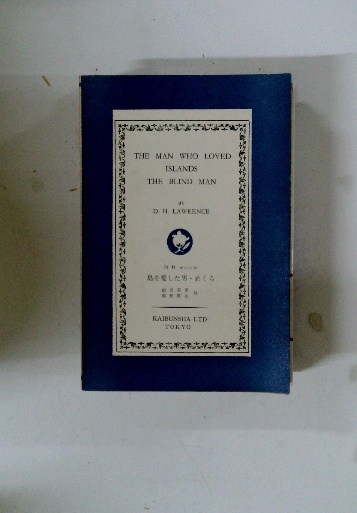 THE MAN WHO LOVED
ISLANDS
THE BLIND MAN
BY
D. H. LAWRENCE
D. H. ロレンス
島を愛した男・めくら
KAIBUNSHA LTD
TOKYO